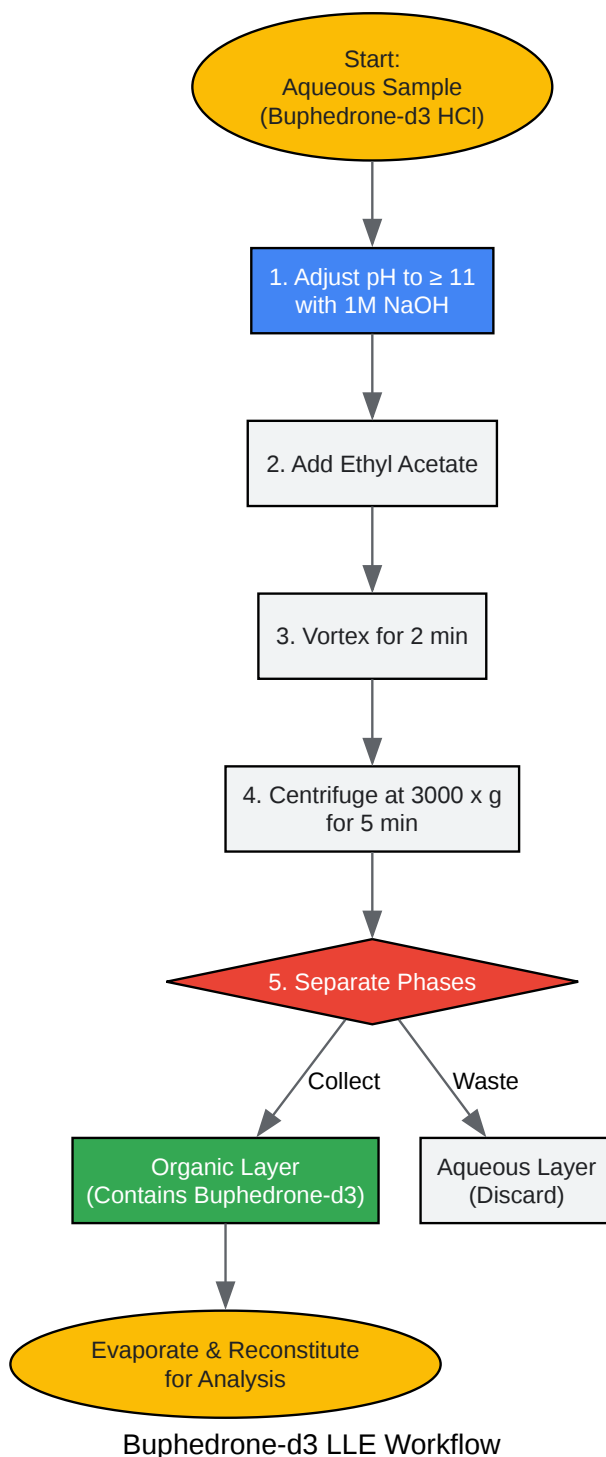 Start:
Aqueous Sample
(Buphedrone-d3 HCl)
1. Adjust pH to ≥ 11
with 1M NaOH
2. Add Ethyl Acetate
3. Vortex for 2 min
4. Centrifuge at 3000 x g
for 5 min
5. Separate Phases
Collect
Waste
Organic Layer
(Contains Buphedrone-d3)
Aqueous Layer
(Discard)
Evaporate & Reconstitute
for Analysis
Buphedrone-d3 LLE Workflow